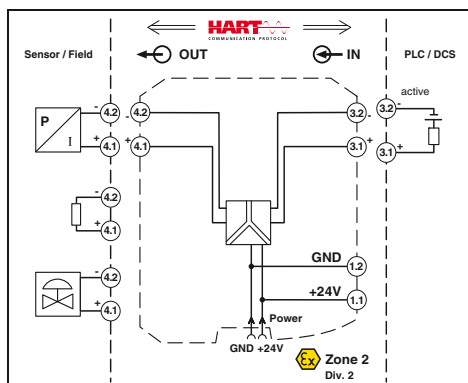 HART
COMMUNICATION PROTOCOL
Sensor / Field
OUT
IN
PLC / DCS
active
P
I
-
4.2
+
4.1
4.2
-
4.1
+
3.2
-
3.1
+
3.2
-
3.1
+
-
4.2
+
4.1
-
4.2
+
4.1
GND
1.2
+24V
1.1
Power
GND +24V
Ex
Zone 2
Div. 2